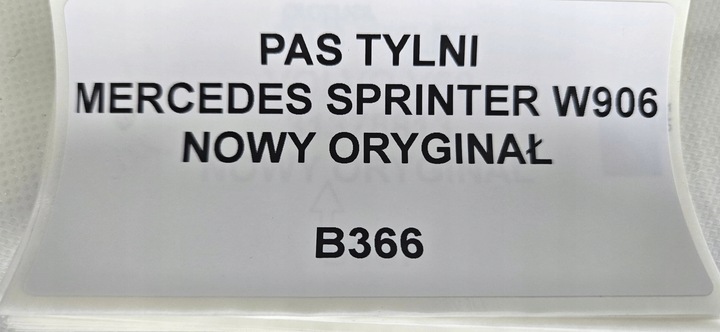 PAS TYLNI
MERCEDES SPRINTER W906
NOWY ORYGINAŁ
B366